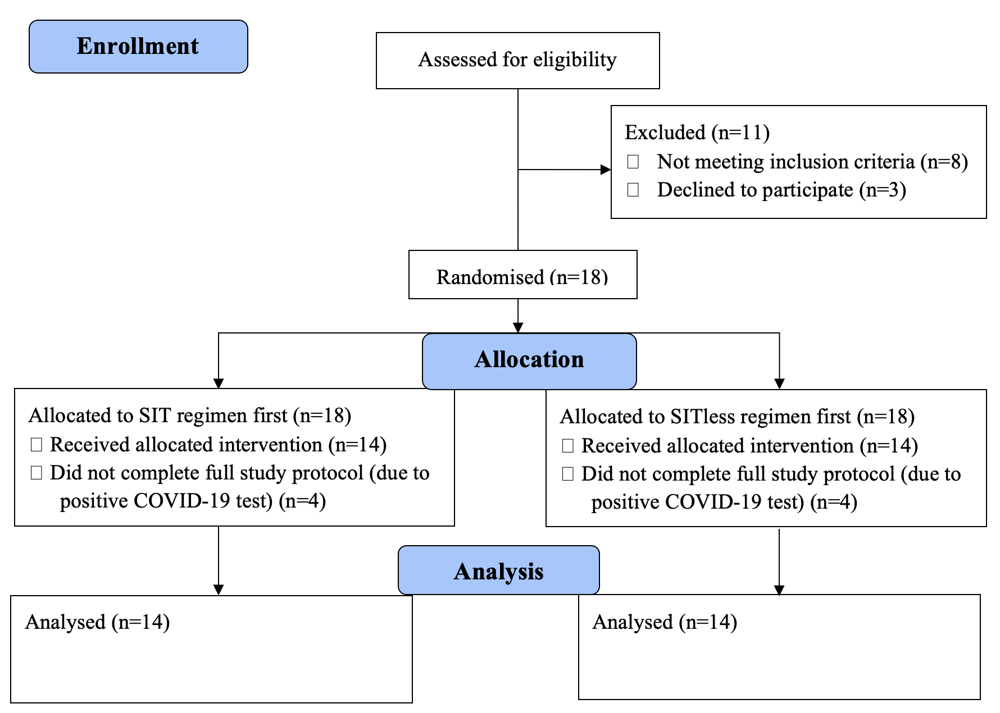 Enrollment
Assessed for eligibility
Excluded (n=11)
□ Not meeting inclusion criteria (n=8)
□ Declined to participate (n=3)
Randomised (n=18)
Allocation
Allocated to SIT regimen first (n=18)
□ Received allocated intervention (n=14)
□ Did not complete full study protocol (due to
positive COVID-19 test) (n=4)
Allocated to SITless regimen first (n=18)
□ Received allocated intervention (n=14)
□ Did not complete full study protocol (due to
positive COVID-19 test) (n=4)
Analysis
Analysed (n=14)
Analysed (n=14)